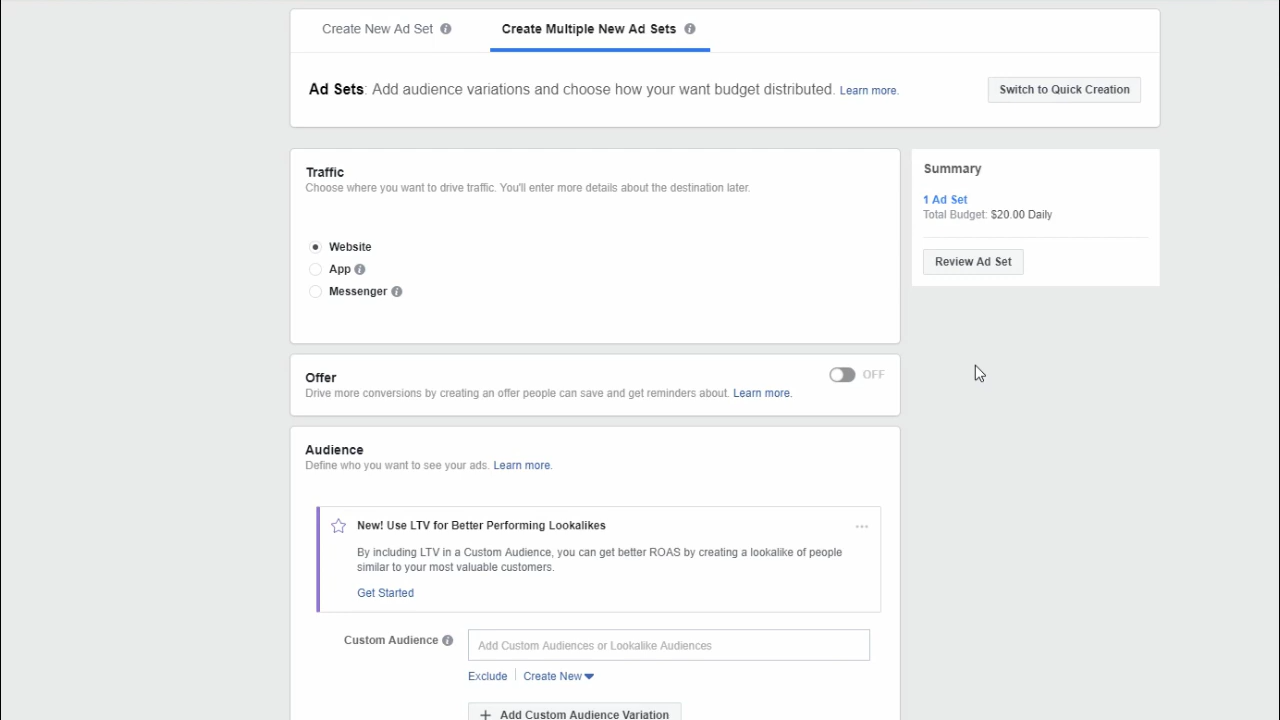 Create New Ad Set
Create Multiple New Ad Sets
Ad Sets: Add audience variations and choose how your want budget distributed. Learn more.
Switch to Quick Creation
Traffic
Choose where you want to drive traffic. You'll enter more details about the destination later.
Website
App
Messenger
Summary
1 Ad Set
Total Budget: $20.00 Daily
Review Ad Set
Offer
OFF
Drive more conversions by creating an offer people can save and get reminders about. Learn more.
Audience
Define who you want to see your ads. Learn more.
New! Use LTV for Better Performing Lookalikes
By including LTV in a Custom Audience, you can get better ROAS by creating a lookalike of people
similar to your most valuable customers.
Get Started
Custom Audience
Add Custom Audiences or Lookalike Audiences
Exclude
Create New
+ Add Custom Audience Variation